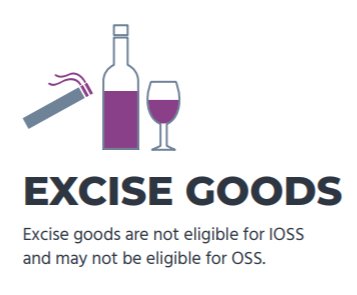 EXCISE GOODS
Excise goods are not eligible for IOSS
and may not be eligible for OSS.